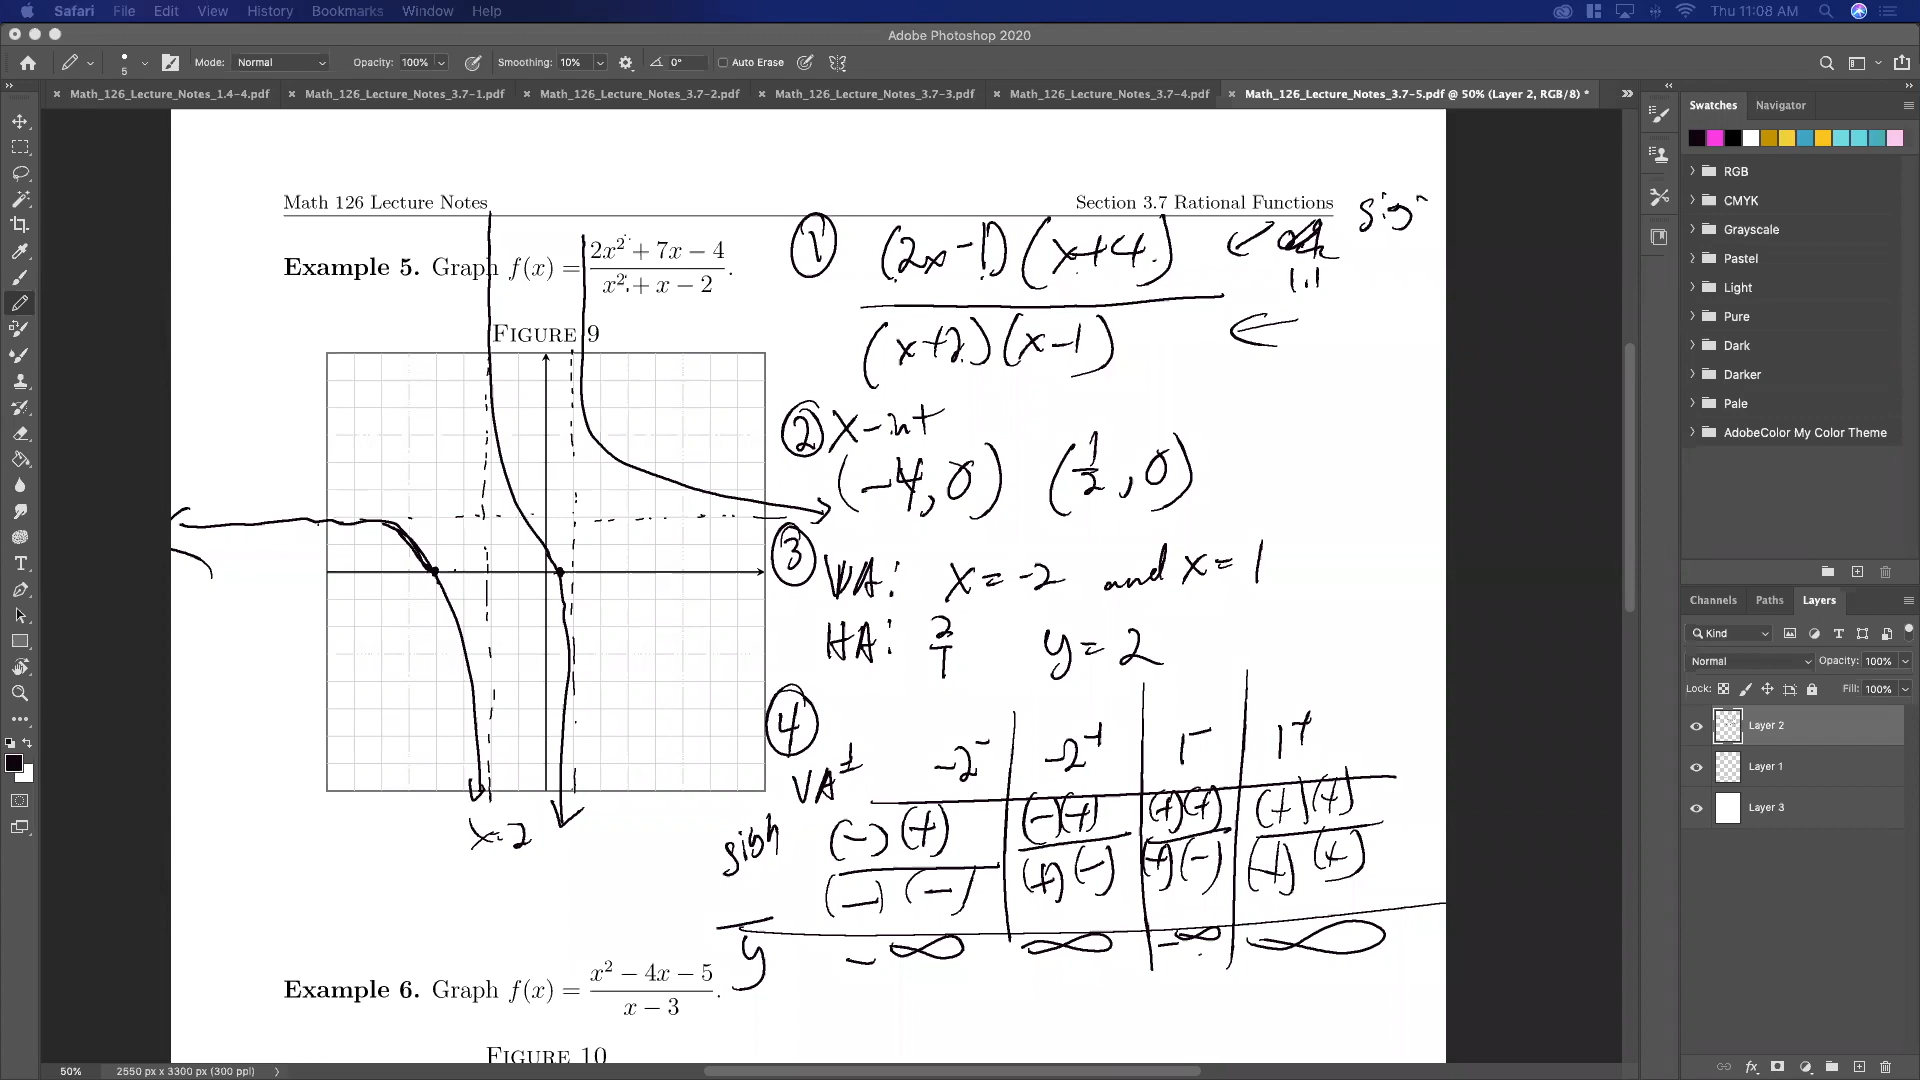 Safari File Edit View History Bookmarks Window Help Thu 11:08 AM
Adobe Photoshop 2020
5 Mode: Normal Opacity: 100% Smoothing: 10% 0° Auto Erase
Math_126_Lecture_Notes_1.4-4.pdf Math_126_Lecture_Notes_3.7-1.pdf Math_126_Lecture_Notes_3.7-2.pdf Math_126_Lecture_Notes_3.7-3.pdf Math_126_Lecture_Notes_3.7-4.pdf Math_126_Lecture_Notes_3.7-5.pdf @ 50% (Layer 2, RGB/8) *
Math 126 Lecture Notes Section 3.7 Rational Functions
sign
Example 5. Graph f(x) = (2x² + 7x − 4)/(x² + x − 2).
FIGURE 9
x=2
① (2x-1)(x+4)
1.1
(x+2)(x-1)
② x-int
(-4,0) (1/2,0)
③ VA: x=-2 and x=1
HA: 2/1 y=2
④
VA± -2⁻ -2⁺ 1⁻ 1⁺
sign (-)(+) (-)(+) (+)(+) (+)(+)
(-)(-) (+)(-) (+)(-) (+)(+)
y -∞ ∞ -∞ ∞
Example 6. Graph f(x) = (x² − 4x − 5)/(x − 3).
FIGURE 10
50% 2550 px x 3300 px (300 ppi)
Swatches Navigator
RGB
CMYK
Grayscale
Pastel
Light
Pure
Dark
Darker
Pale
AdobeColor My Color Theme
Channels Paths Layers
Kind
Normal Opacity: 100%
Lock: Fill: 100%
Layer 2
Layer 1
Layer 3
fx